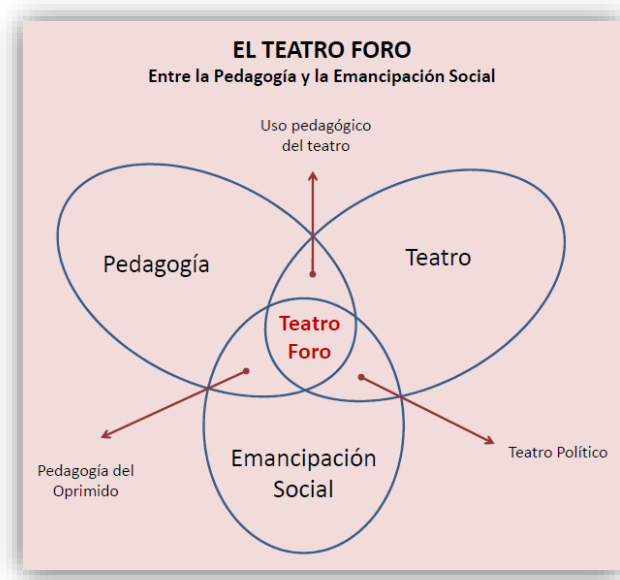 EL TEATRO FORO
Entre la Pedagogía y la Emancipación Social
Uso pedagógico
del teatro
Pedagogía
Teatro
Teatro
Foro
Pedagogía del
Oprimido
Emancipación
Social
Teatro Político